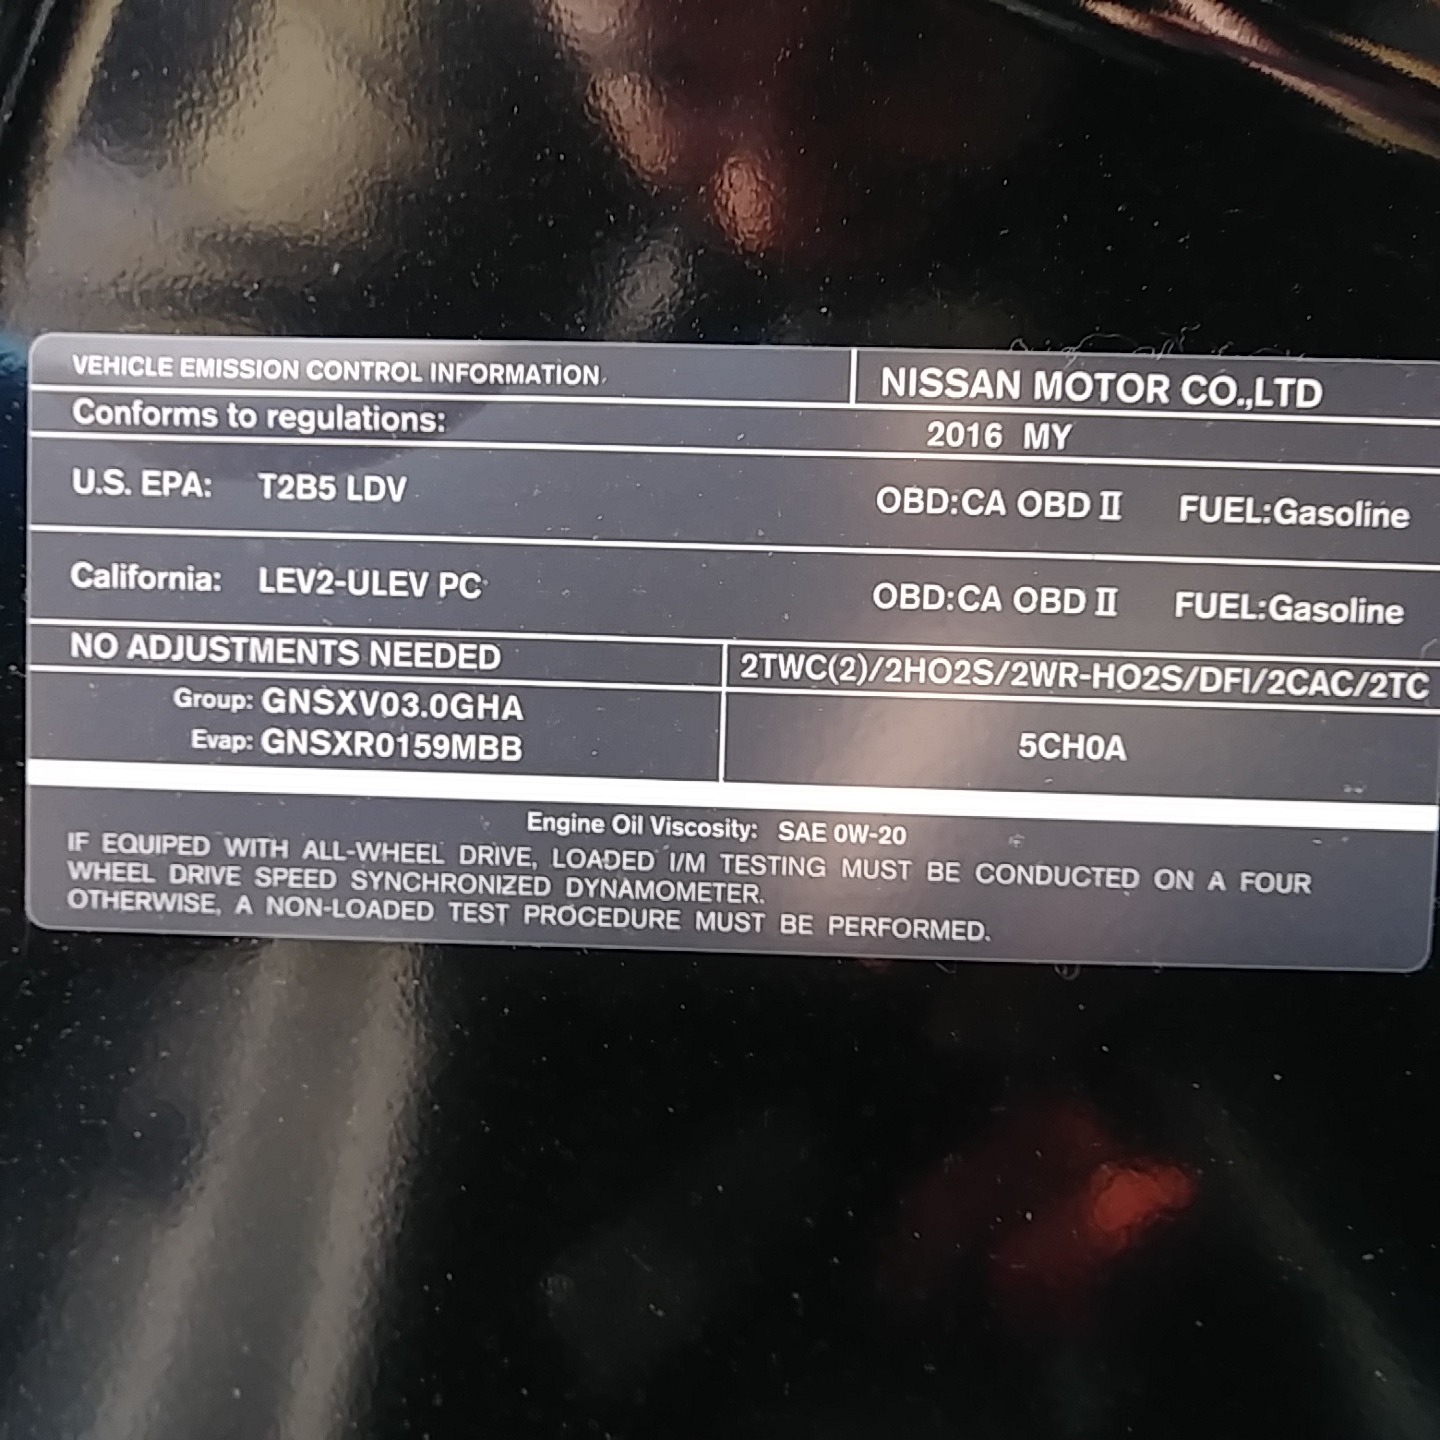 VEHICLE EMISSION CONTROL INFORMATION
NISSAN MOTOR CO.,LTD
Conforms to regulations: 2016 MY
U.S. EPA: T2B5 LDV OBD:CA OBD II FUEL:Gasoline
California: LEV2-ULEV PC OBD:CA OBD II FUEL:Gasoline
NO ADJUSTMENTS NEEDED
2TWC(2)/2HO2S/2WR-HO2S/DFI/2CAC/2TC
Group: GNSXV03.0GHA
Evap: GNSXR0159MBB
5CH0A
Engine Oil Viscosity: SAE 0W-20
IF EQUIPED WITH ALL-WHEEL DRIVE, LOADED I/M TESTING MUST BE CONDUCTED ON A FOUR
WHEEL DRIVE SPEED SYNCHRONIZED DYNAMOMETER.
OTHERWISE, A NON-LOADED TEST PROCEDURE MUST BE PERFORMED.